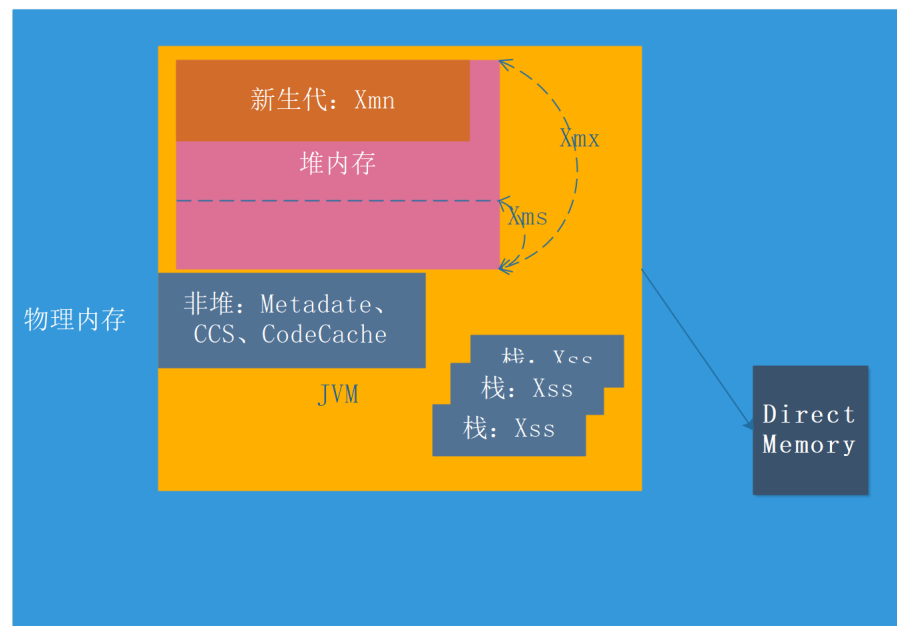 新生代：Xmn
堆内存
Xmx
Xms
物理内存
非堆：Metadate、
CCS、CodeCache
栈：Xss
栈：Xss
栈：Xss
JVM
Direct
Memory